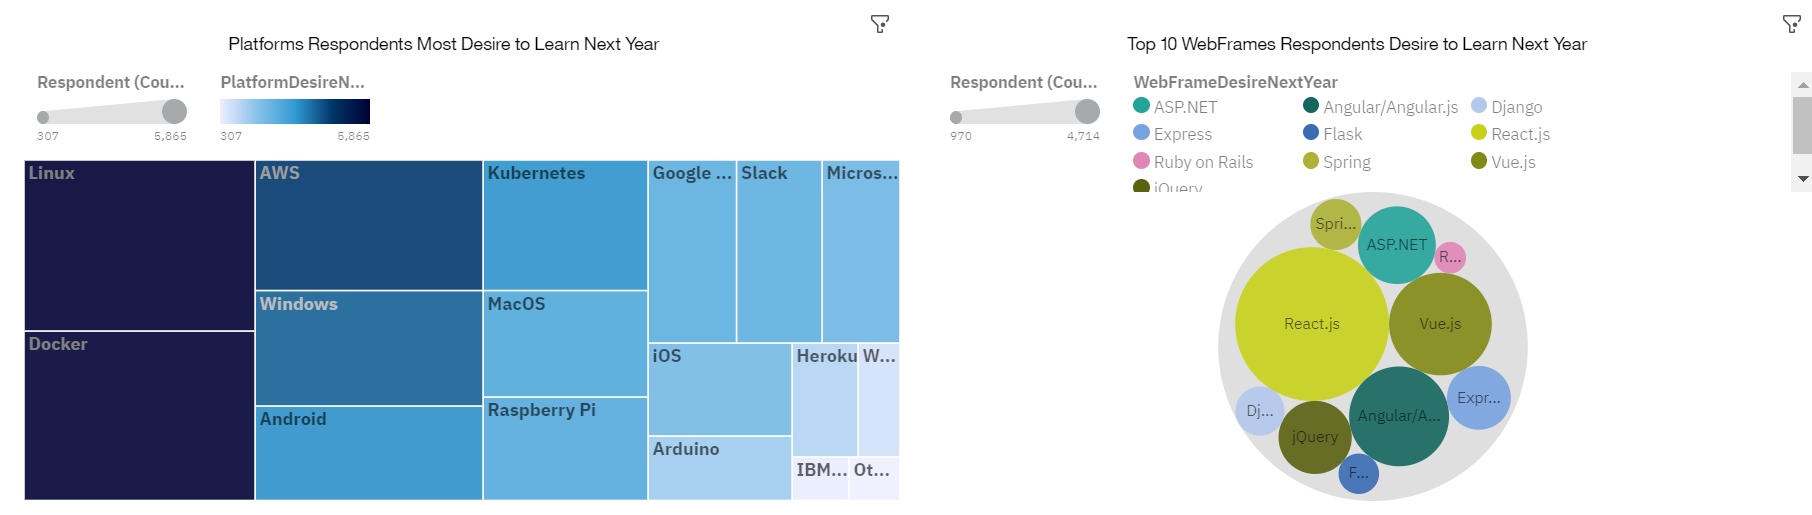 Platforms Respondents Most Desire to Learn Next Year
Respondent (Cou...
PlatformDesireN...
307
5,865
307
5,865
Linux
Docker
AWS
Windows
Android
Kubernetes
MacOS
Raspberry Pi
Google ...
Slack
Micros...
iOS
Arduino
Heroku
W...
IBM...
Ot...
Top 10 WebFrames Respondents Desire to Learn Next Year
Respondent (Cou...
970
4,714
WebFrameDesireNextYear
ASP.NET
Angular/Angular.js
Django
Express
Flask
React.js
Ruby on Rails
Spring
Vue.js
jQuery
Spri...
ASP.NET
R...
React.js
Vue.js
Dj...
jQuery
Angular/A...
Expr...
F...